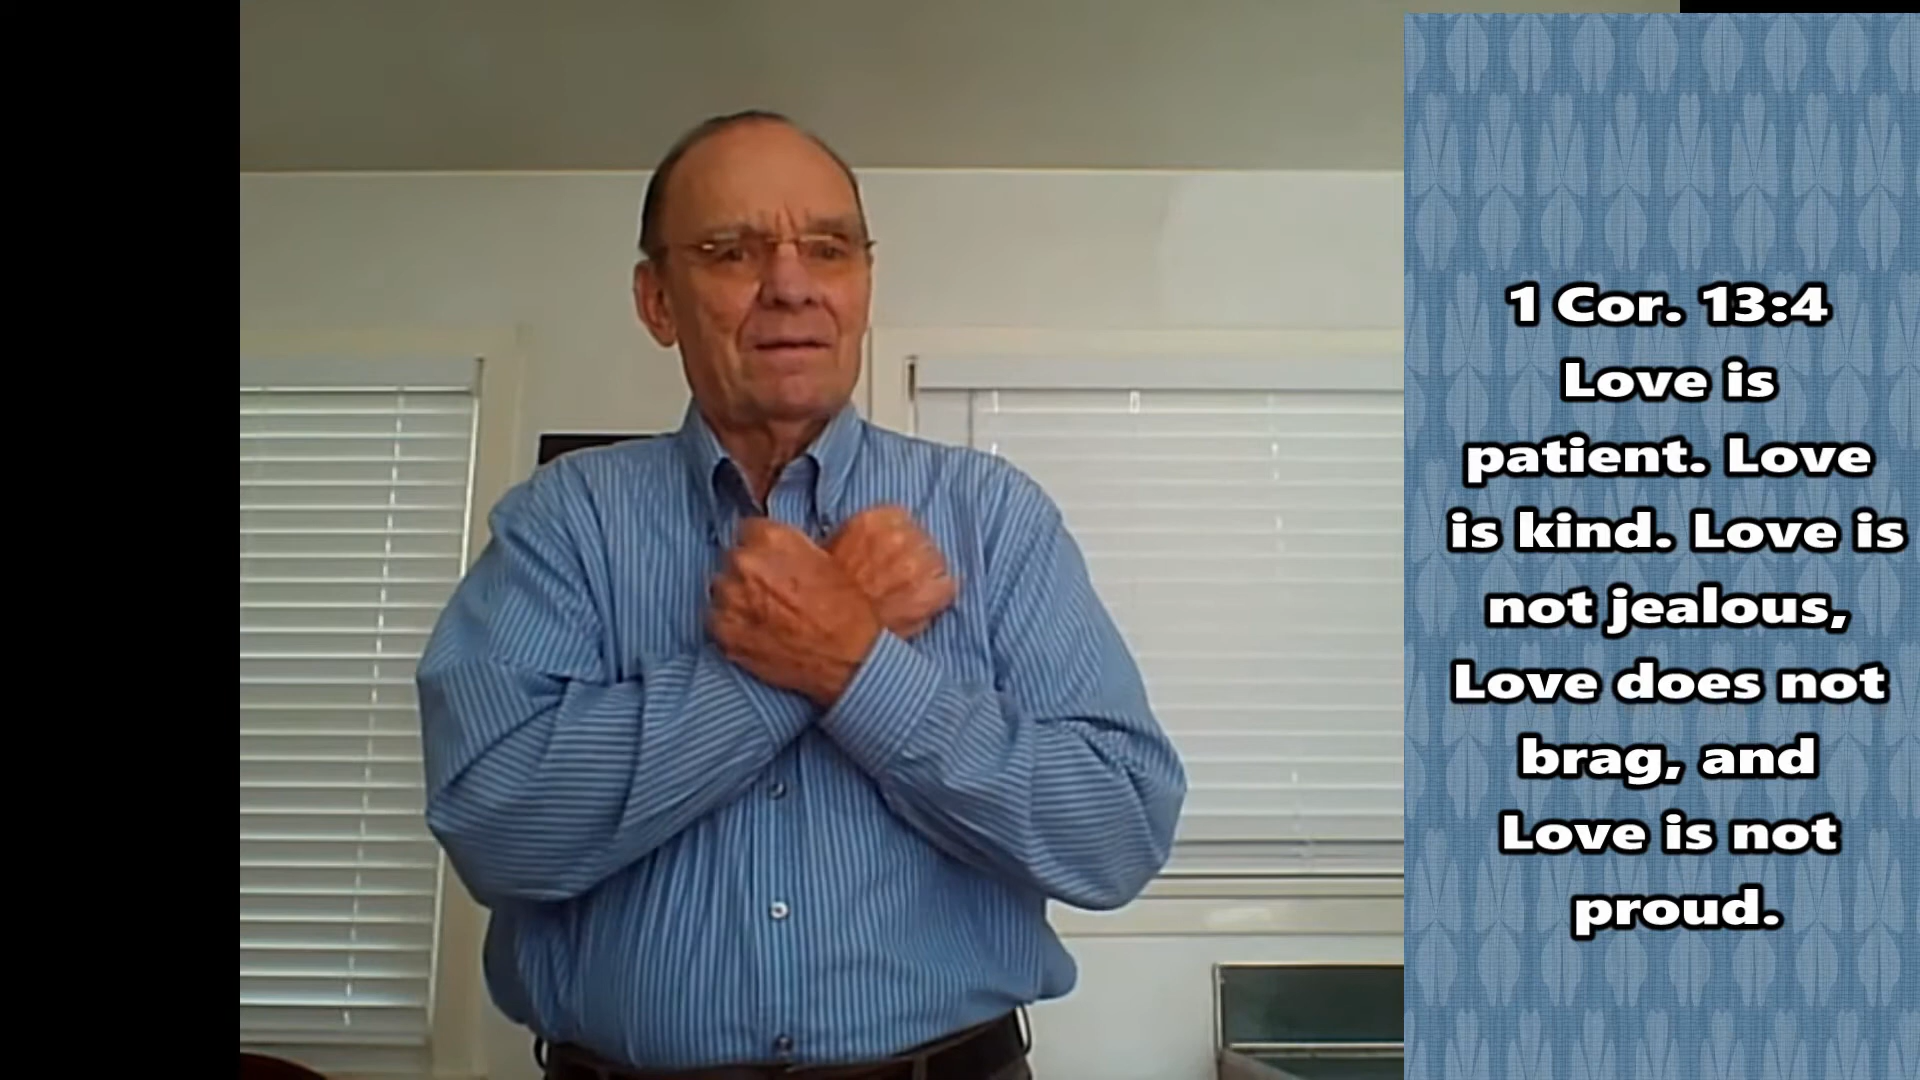 1 Cor. 13:4
Love is
patient. Love
is kind. Love is
not jealous,
Love does not
brag, and
Love is not
proud.